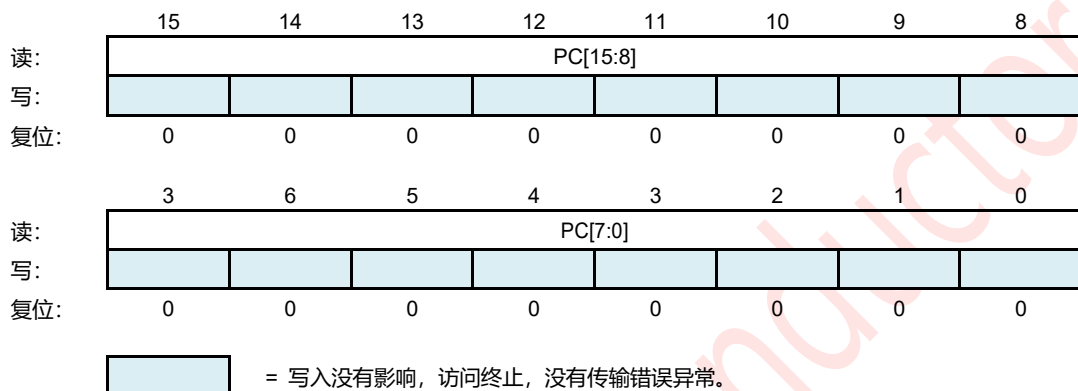 15 14 13 12 11 10 9 8
读: PC[15:8]
写:
复位: 0 0 0 0 0 0 0 0
3 6 5 4 3 2 1 0
读: PC[7:0]
写:
复位: 0 0 0 0 0 0 0 0
= 写入没有影响，访问终止，没有传输错误异常。